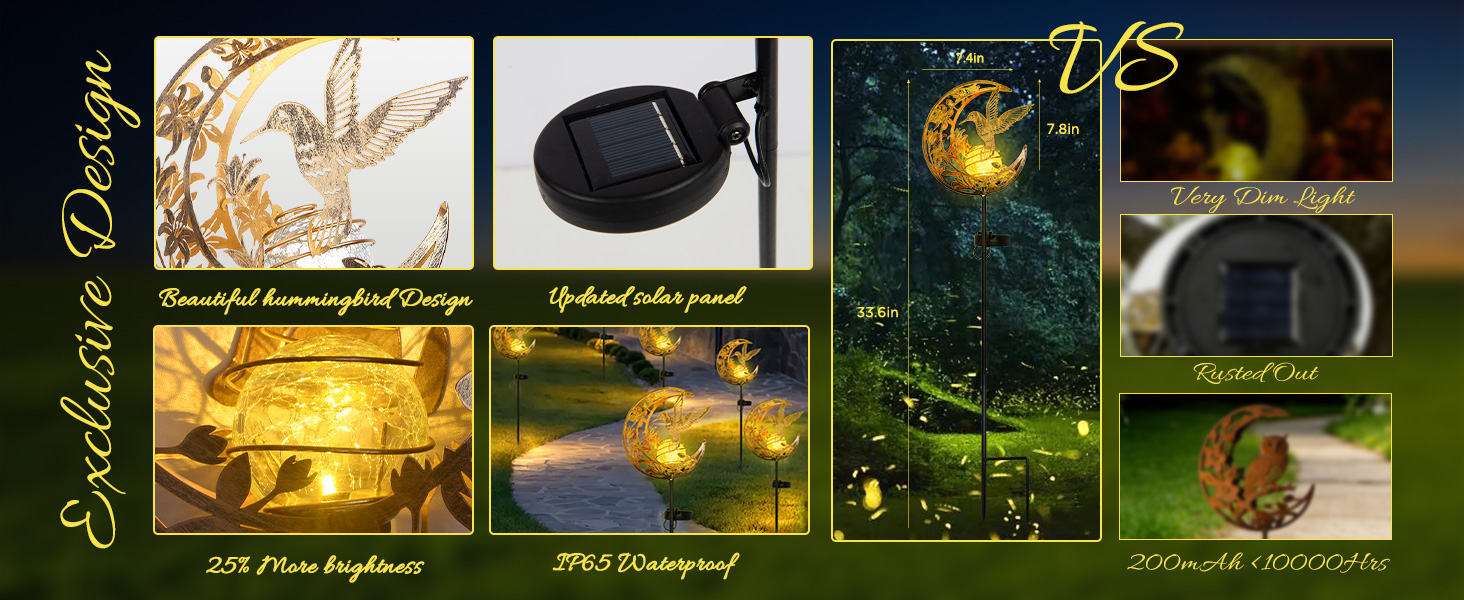 Exclusive Design
Beautiful hummingbird Design
Updated solar panel
25% More brightness
IP65 Waterproof
7.4in
7.8in
33.6in
VS
Very Dim Light
Rusted Out
200mAh <10000Hrs